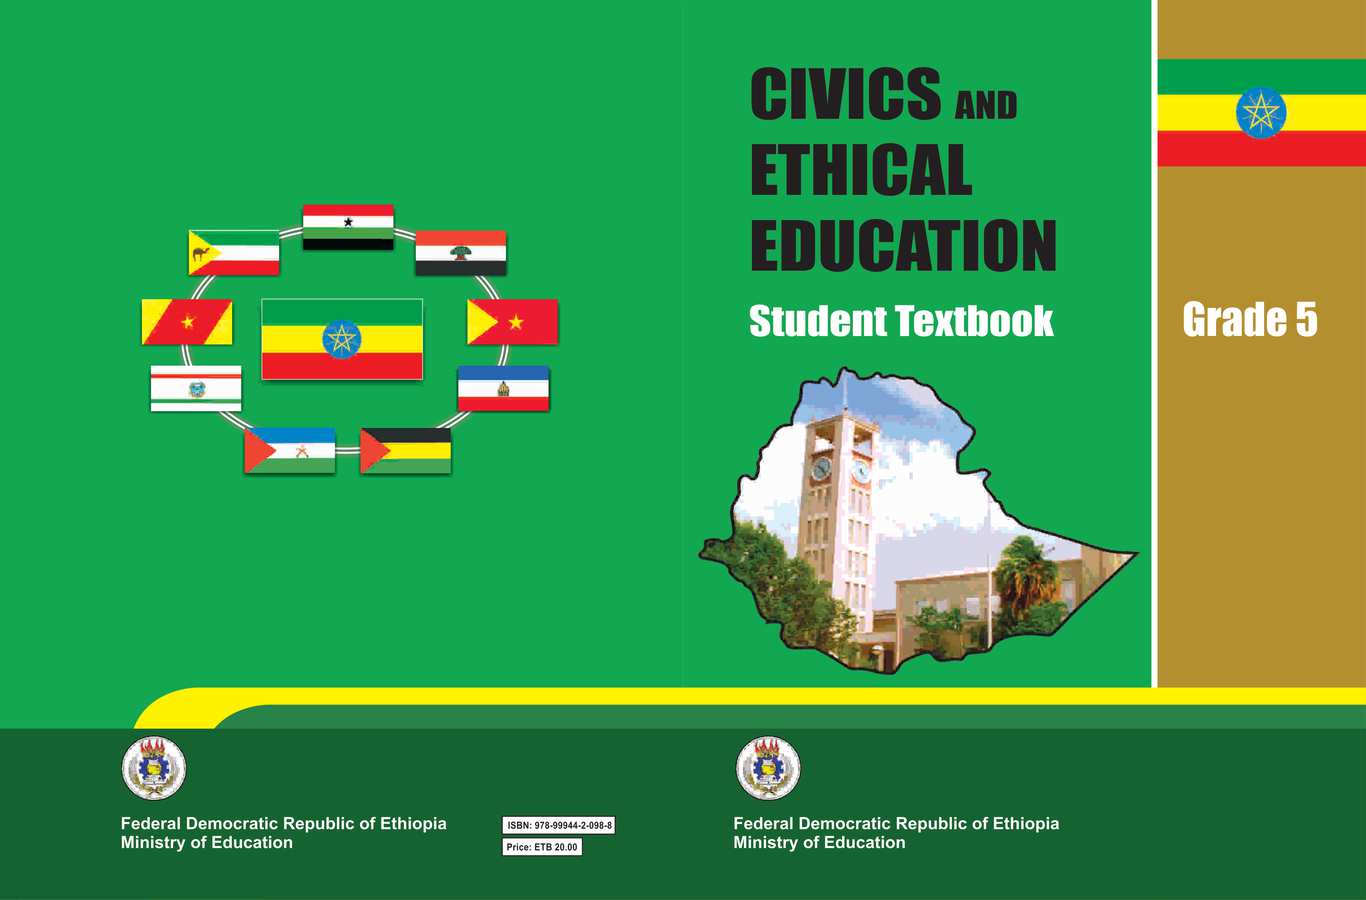 CIVICS AND
ETHICAL
EDUCATION
Student Textbook
Grade 5
Federal Democratic Republic of Ethiopia
Ministry of Education
ISBN: 978-99944-2-098-8
Price: ETB 20.00
Federal Democratic Republic of Ethiopia
Ministry of Education